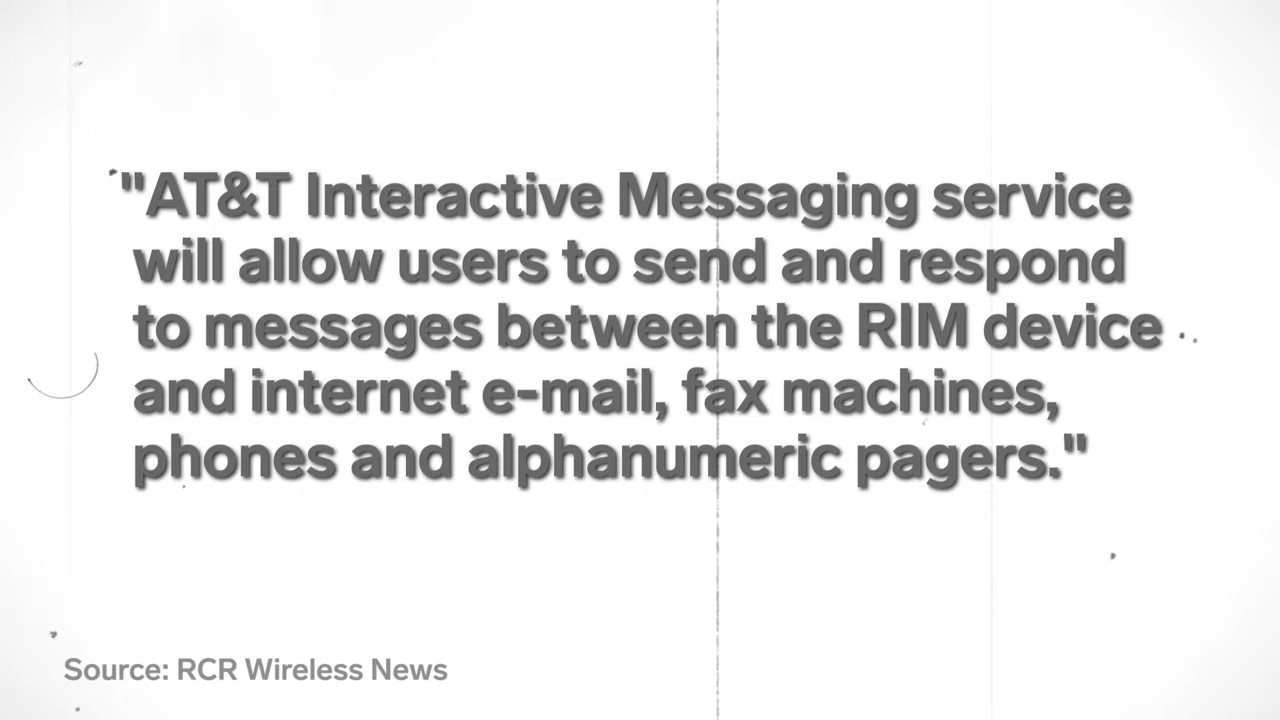 "AT&T Interactive Messaging service
will allow users to send and respond
to messages between the RIM device
and internet e-mail, fax machines,
phones and alphanumeric pagers."
Source: RCR Wireless News